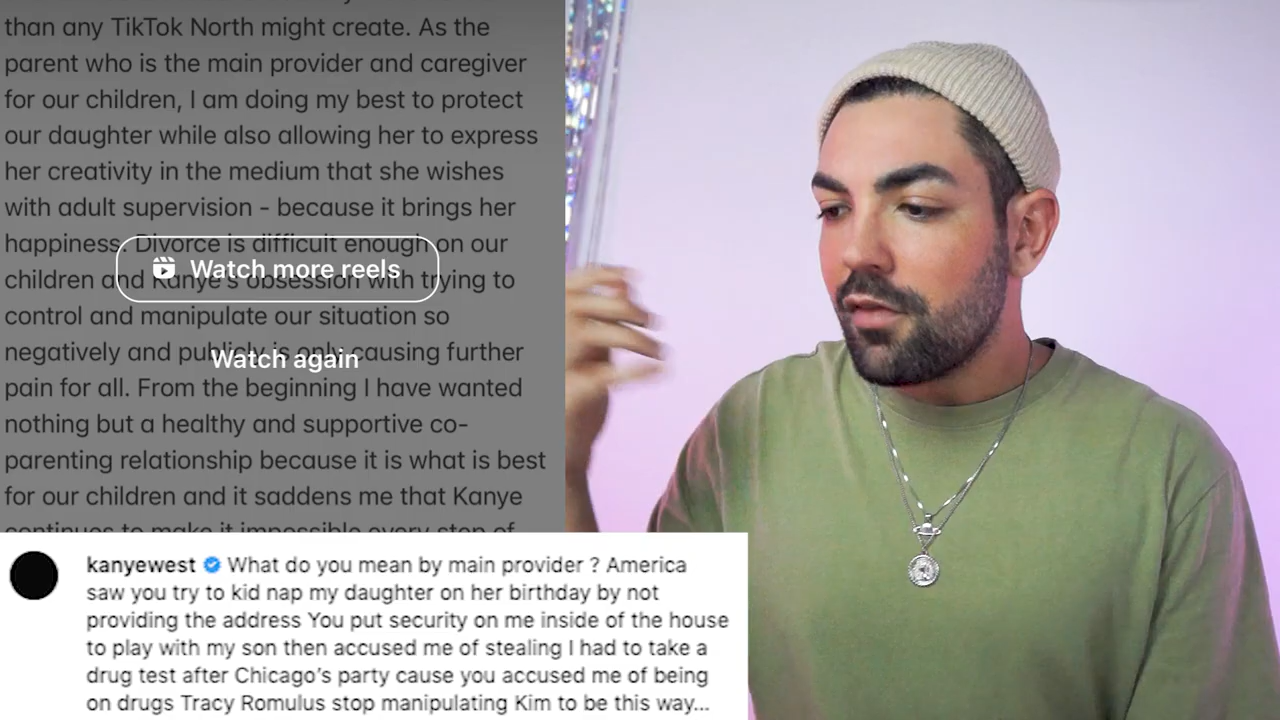 than any TikTok North might create. As the
parent who is the main provider and caregiver
for our children, I am doing my best to protect
our daughter while also allowing her to express
her creativity in the medium that she wishes
with adult supervision - because it brings her
happiness. Divorce is difficult enough on our
Watch more reels
children and Kanye's obsession with trying to
control and manipulate our situation so
negatively and publicly is only causing further
Watch again
pain for all. From the beginning I have wanted
nothing but a healthy and supportive co-
parenting relationship because it is what is best
for our children and it saddens me that Kanye
continues to make it impossible every step of
kanyewest What do you mean by main provider ? America
saw you try to kid nap my daughter on her birthday by not
providing the address You put security on me inside of the house
to play with my son then accused me of stealing I had to take a
drug test after Chicago's party cause you accused me of being
on drugs Tracy Romulus stop manipulating Kim to be this way...